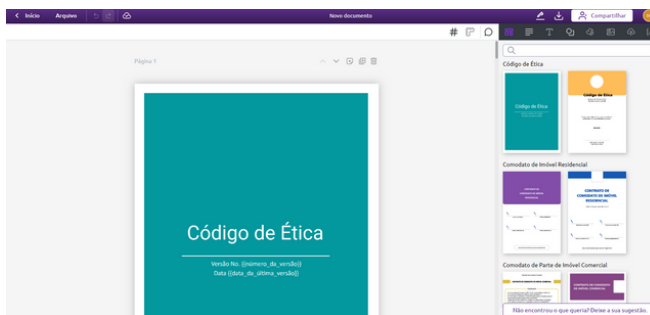 Início Arquivo Novo documento Compartilhar
Página 1
Código de Ética
Código de Ética
Código de Ética
Comodato de Imóvel Residencial
CONTRATO DE
COMODATO DE IMÓVEL
RESIDENCIAL
Código de Ética
Versão No. {{número_da_versão}}
Data {{data_da_última_versão}}
Comodato de Parte de Imóvel Comercial
Não encontrou o que queria? Deixe a sua sugestão.